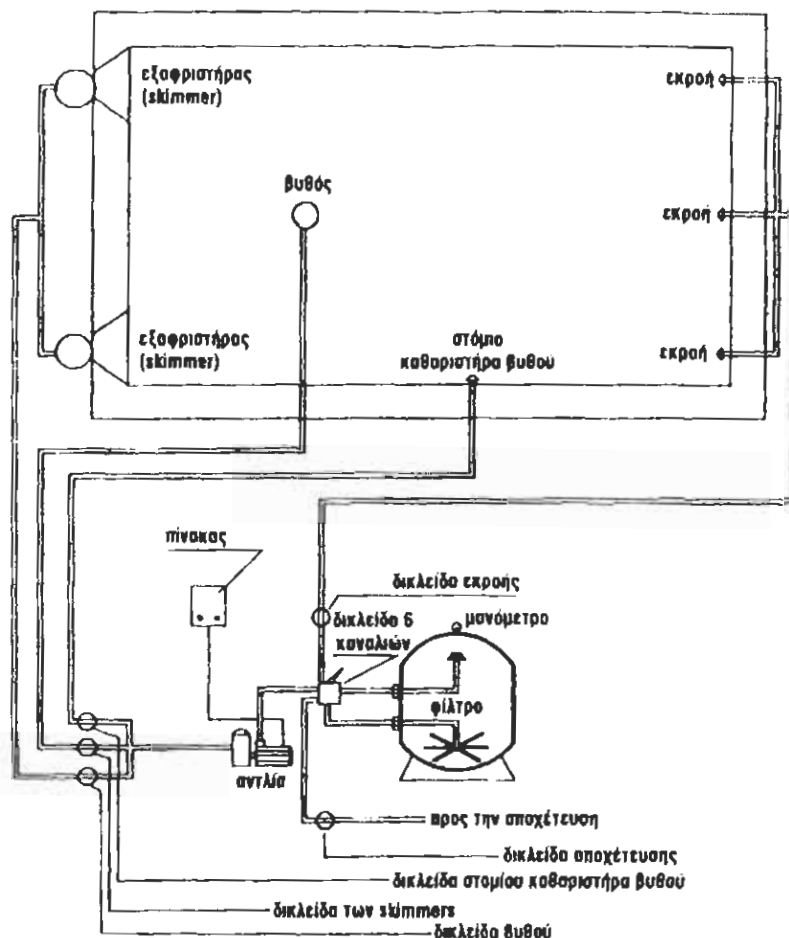 εξαφριστήρας
(skimmer)
εκροή
βυθός
εκροή
εξαφριστήρας
(skimmer)
στόμιο
καθαριστήρα βυθού
εκροή
πίνακας
δικλείδα εκροής
δικλείδα 6
καναλιών
μανόμετρο
φίλτρο
αντλία
προς την αποχέτευση
δικλείδα αποχέτευσης
δικλείδα στομίου καθαριστήρα βυθού
δικλείδα των skimmers
δικλείδα βυθού